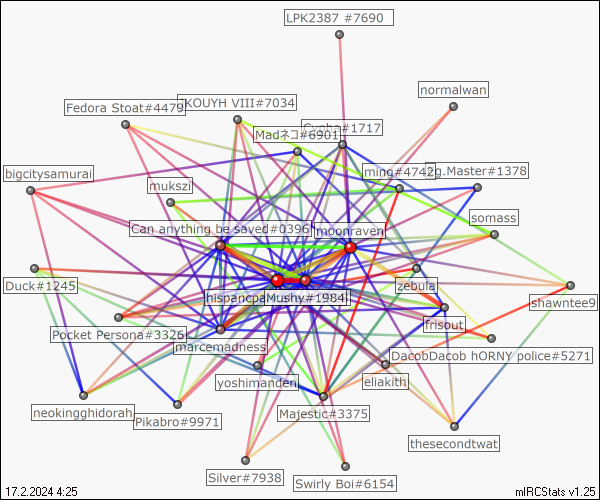 LPK2387 #7690
normalwan
KOUYH VIII#7034
Fedora Stoat#4479
#1717
Madネコ#6901
ming#4742
g.Master#1378
bigcitysamurai
mukszi
somass
Can anything be saved#0396
moonraven
Duck#1245
hispancpa
Mushy#1984
zebula
shawntee9
frisout
Pocket Persona#3326
marcemadness
DacobDacob hORNY police#5271
yoshimanden
eliakith
neokingghidorah
Pikabro#9971
Majestic#3375
thesecondtwat
Silver#7938
Swirly Boi#6154
17.2.2024 4:25
mIRCStats v1.25